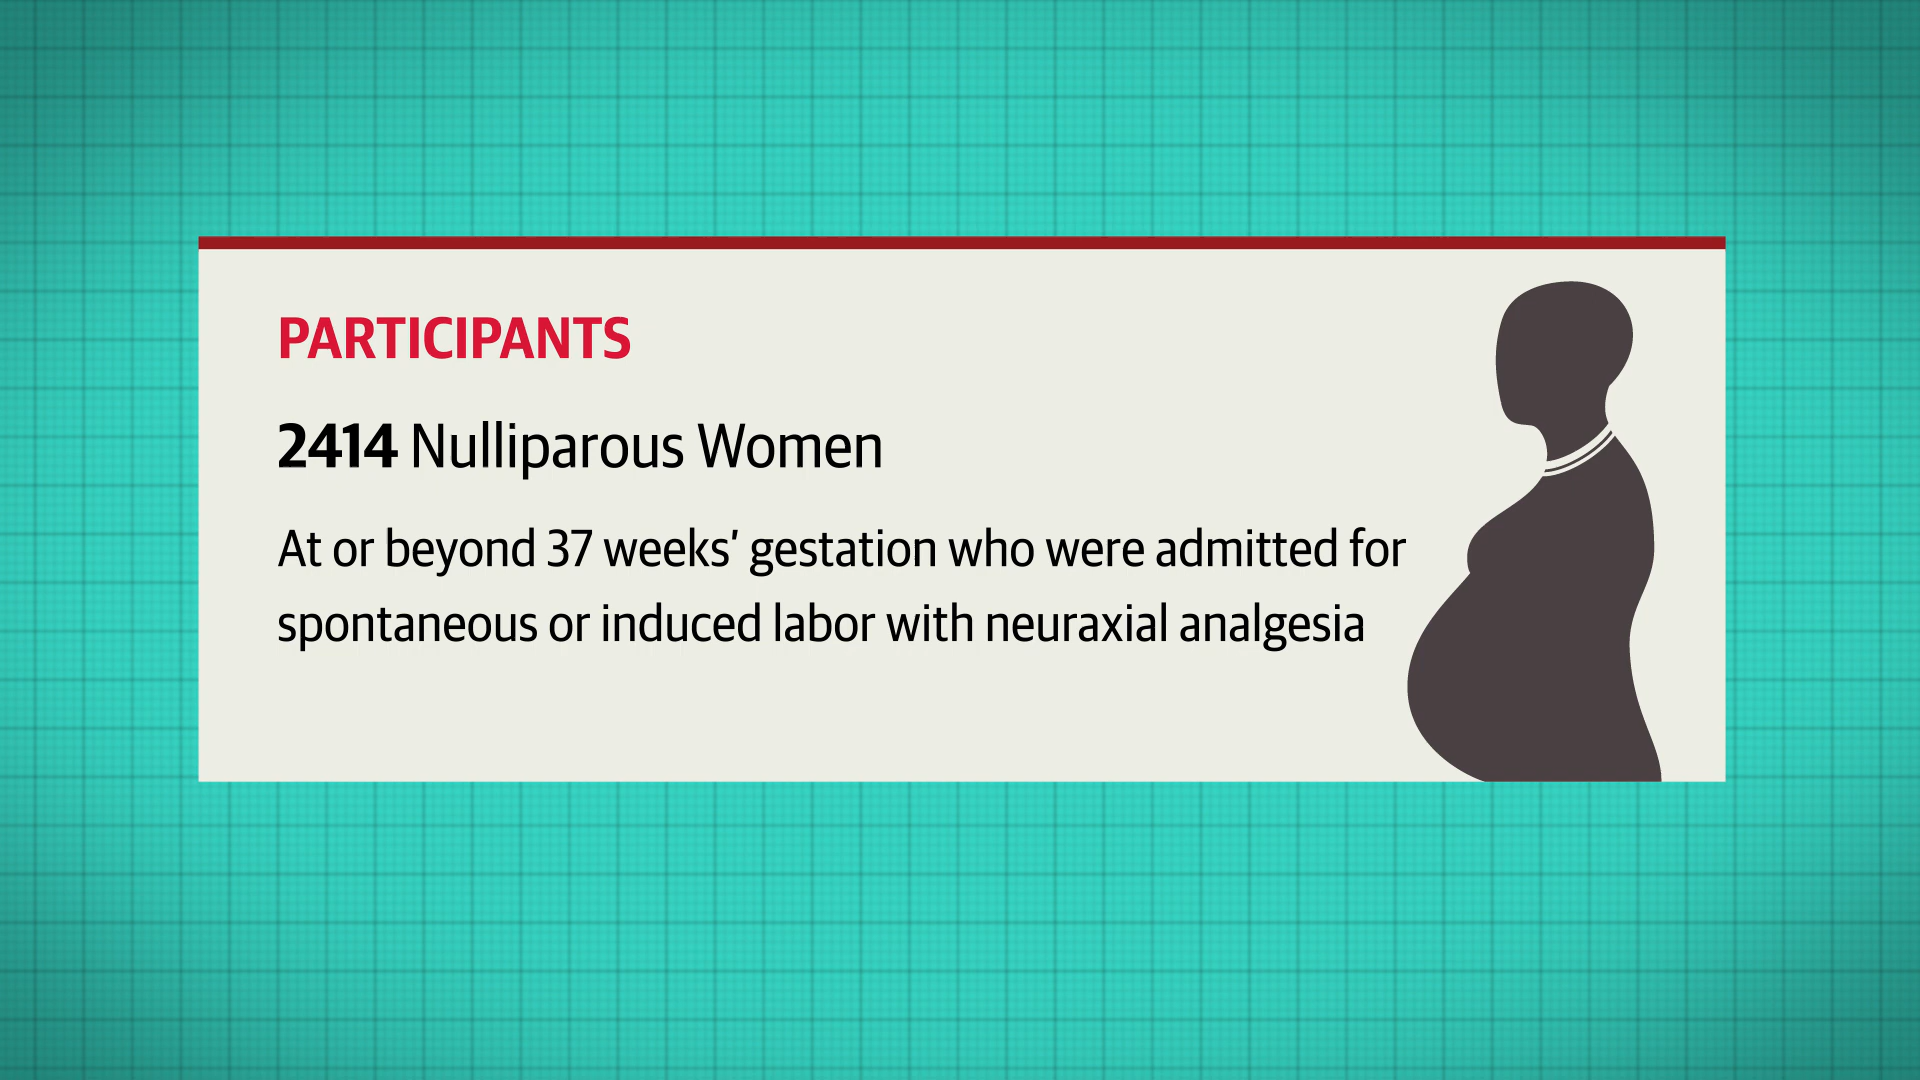 PARTICIPANTS
2414 Nulliparous Women
At or beyond 37 weeks’ gestation who were admitted for
spontaneous or induced labor with neuraxial analgesia